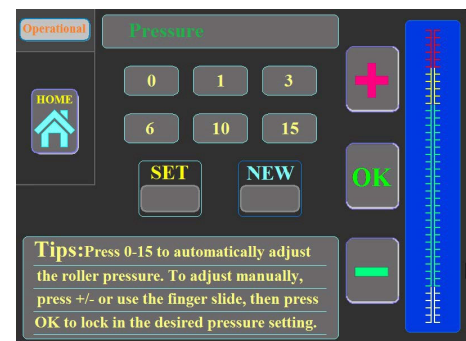 Operational
Pressure
HOME
0 1 3
6 10 15
SET NEW
+
OK
-
Tips:Press 0-15 to automatically adjust
the roller pressure. To adjust manually,
press +/- or use the finger slide, then press
OK to lock in the desired pressure setting.